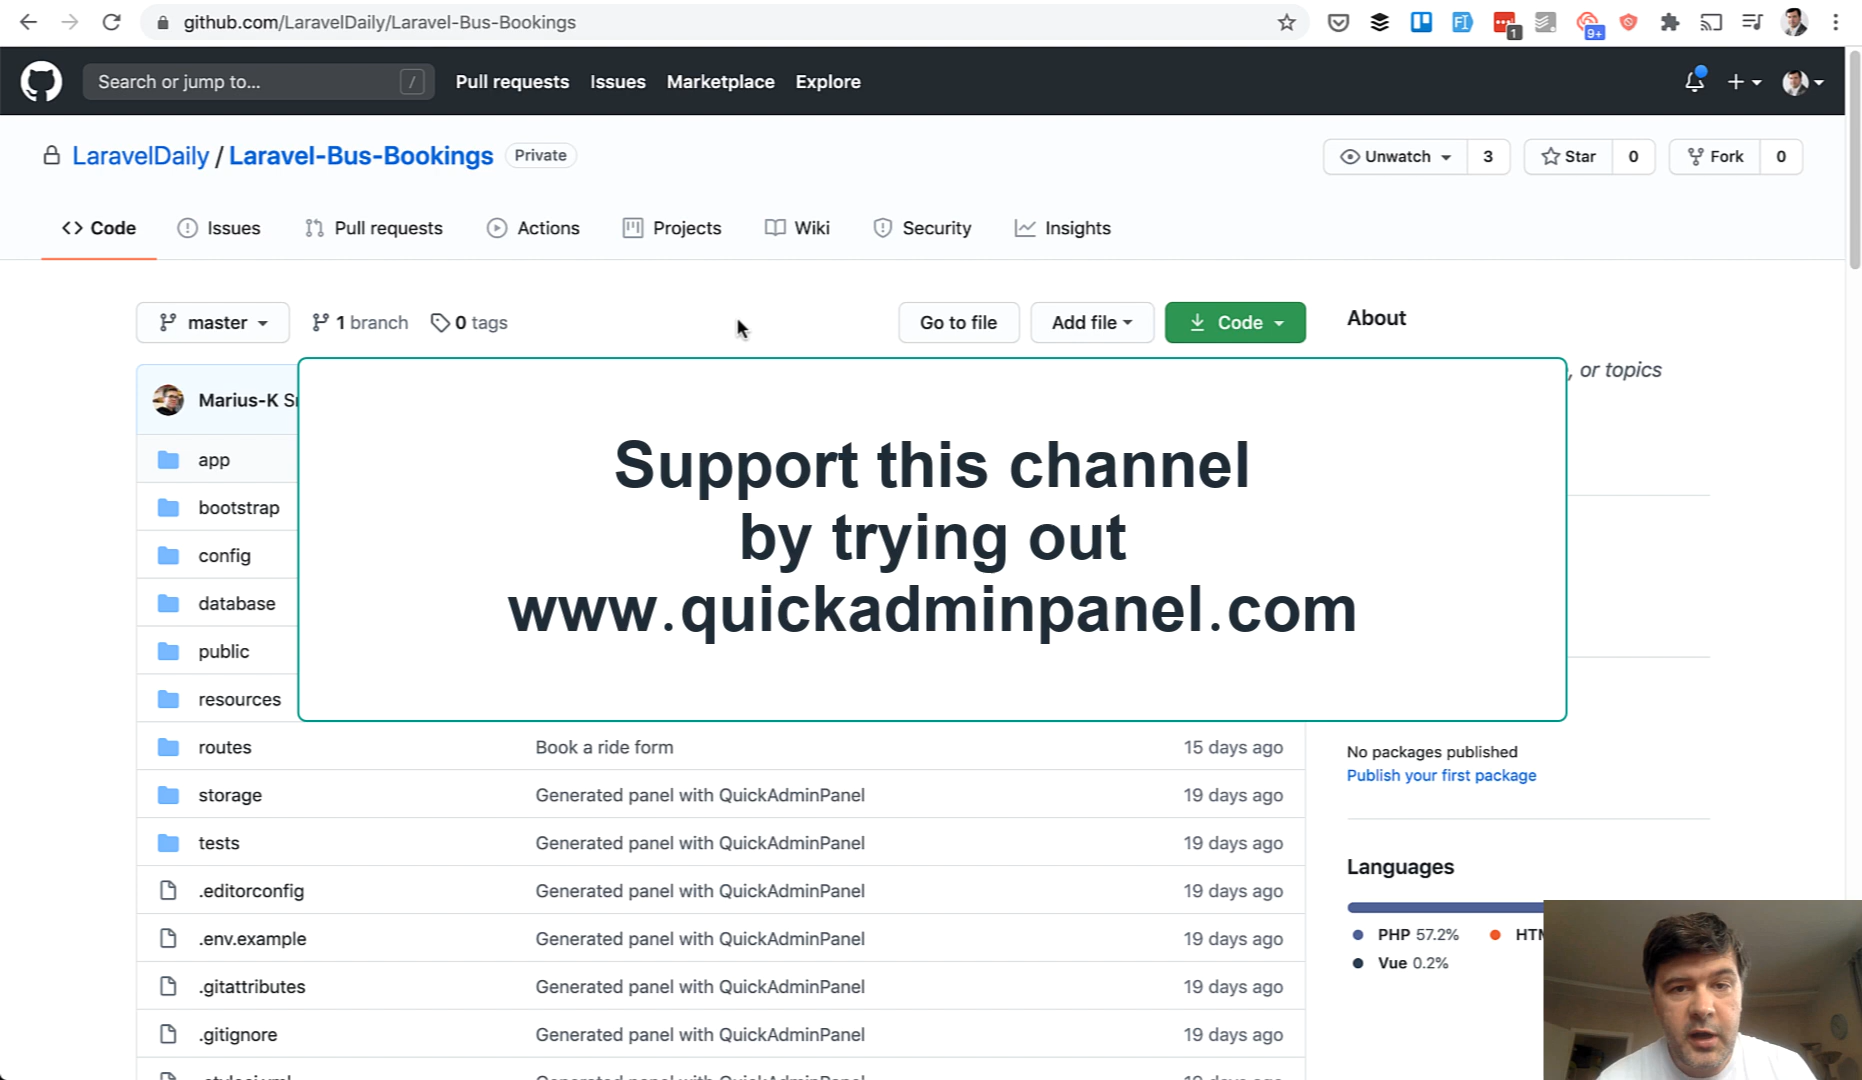 github.com/LaravelDaily/Laravel-Bus-Bookings
1
9+
Search or jump to...
/
Pull requests
Issues
Marketplace
Explore
LaravelDaily / Laravel-Bus-Bookings
Private
Unwatch
3
Star
0
Fork
0
Code
Issues
Pull requests
Actions
Projects
Wiki
Security
Insights
master
1 branch
0 tags
Go to file
Add file
Code
About
, or topics
Marius-K
Support this channel
by trying out
www.quickadminpanel.com
app
bootstrap
config
database
public
resources
routes
Book a ride form
15 days ago
storage
Generated panel with QuickAdminPanel
19 days ago
tests
Generated panel with QuickAdminPanel
19 days ago
.editorconfig
Generated panel with QuickAdminPanel
19 days ago
.env.example
Generated panel with QuickAdminPanel
19 days ago
.gitattributes
Generated panel with QuickAdminPanel
19 days ago
.gitignore
Generated panel with QuickAdminPanel
19 days ago
No packages published
Publish your first package
Languages
PHP 57.2%
Vue 0.2%